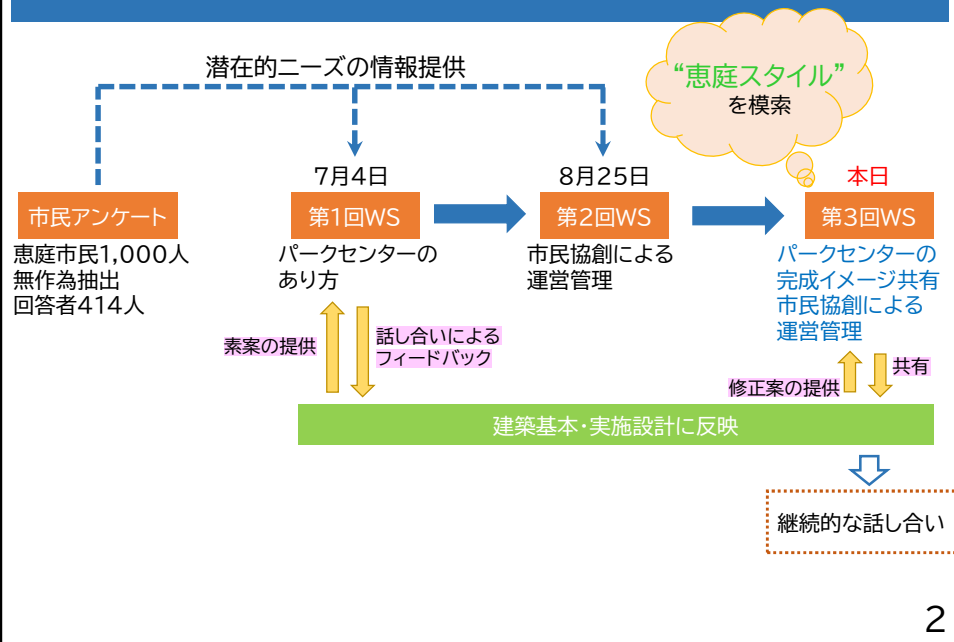 潜在的ニーズの情報提供
“恵庭スタイル”
を模索
7月4日
8月25日
本日
市民アンケート
第1回WS
第2回WS
第3回WS
恵庭市民1,000人
無作為抽出
回答者414人
パークセンターの
あり方
市民協創による
運営管理
パークセンターの
完成イメージ共有
市民協創による
運営管理
素案の提供
話し合いによる
フィードバック
修正案の提供
共有
建築基本・実施設計に反映
継続的な話し合い
2